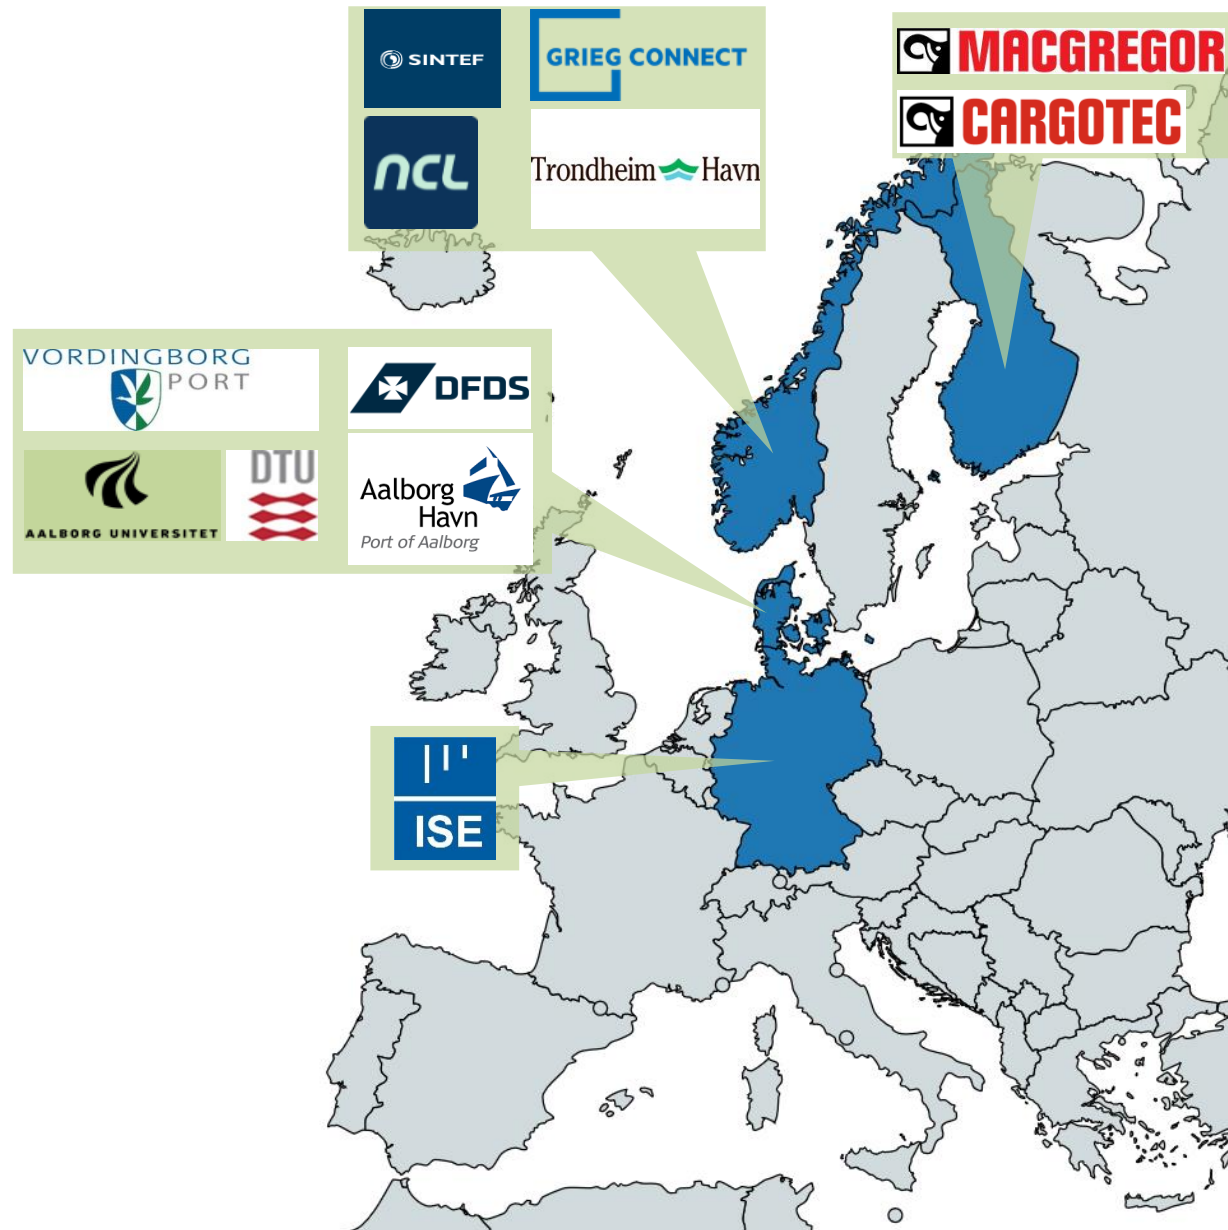 SINTEF
GRIEG CONNECT
ncl
Trondheim Havn
MACGREGOR
CARGOTEC
VORDINGBORG
PORT
DFDS
AALBORG UNIVERSITET
DTU
Aalborg
Havn
Port of Aalborg
ISE